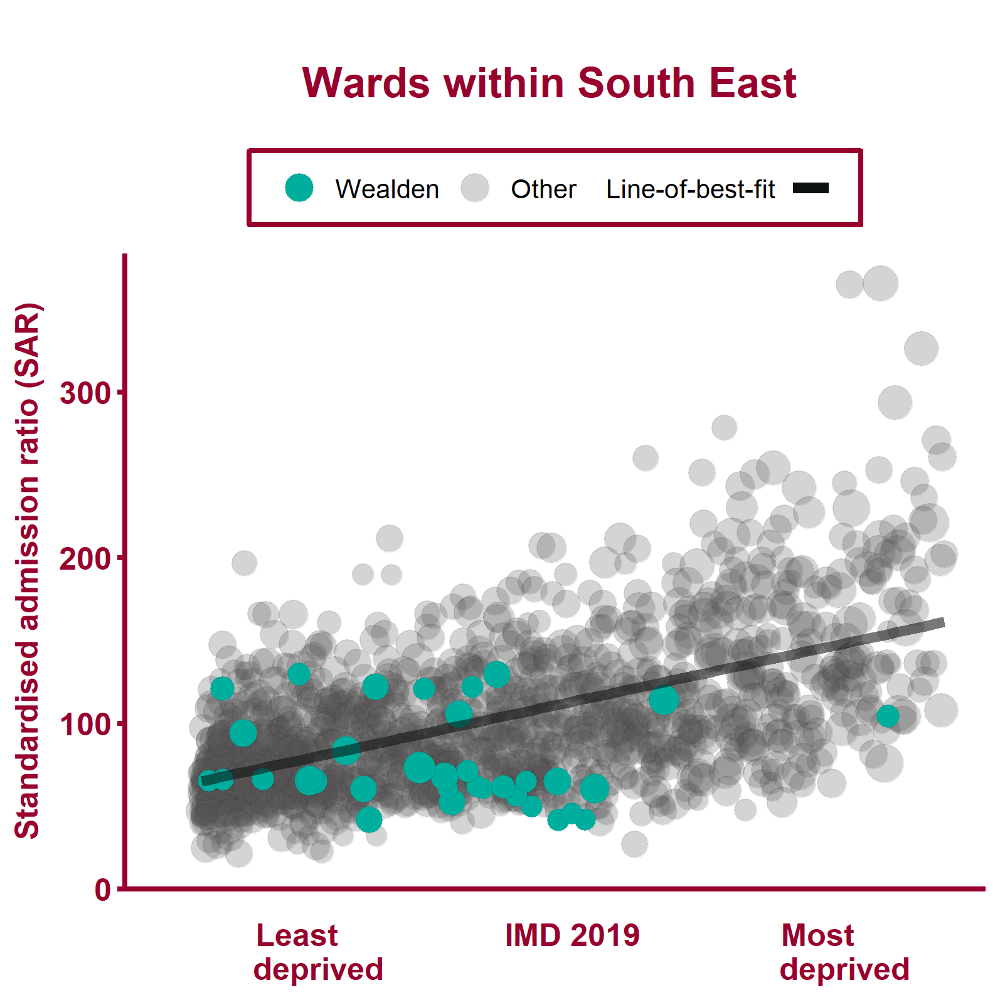 Wards within South East
Wealden Other Line-of-best-fit
Standardised admission ratio (SAR)
300
200
100
0
Least deprived
IMD 2019
Most deprived